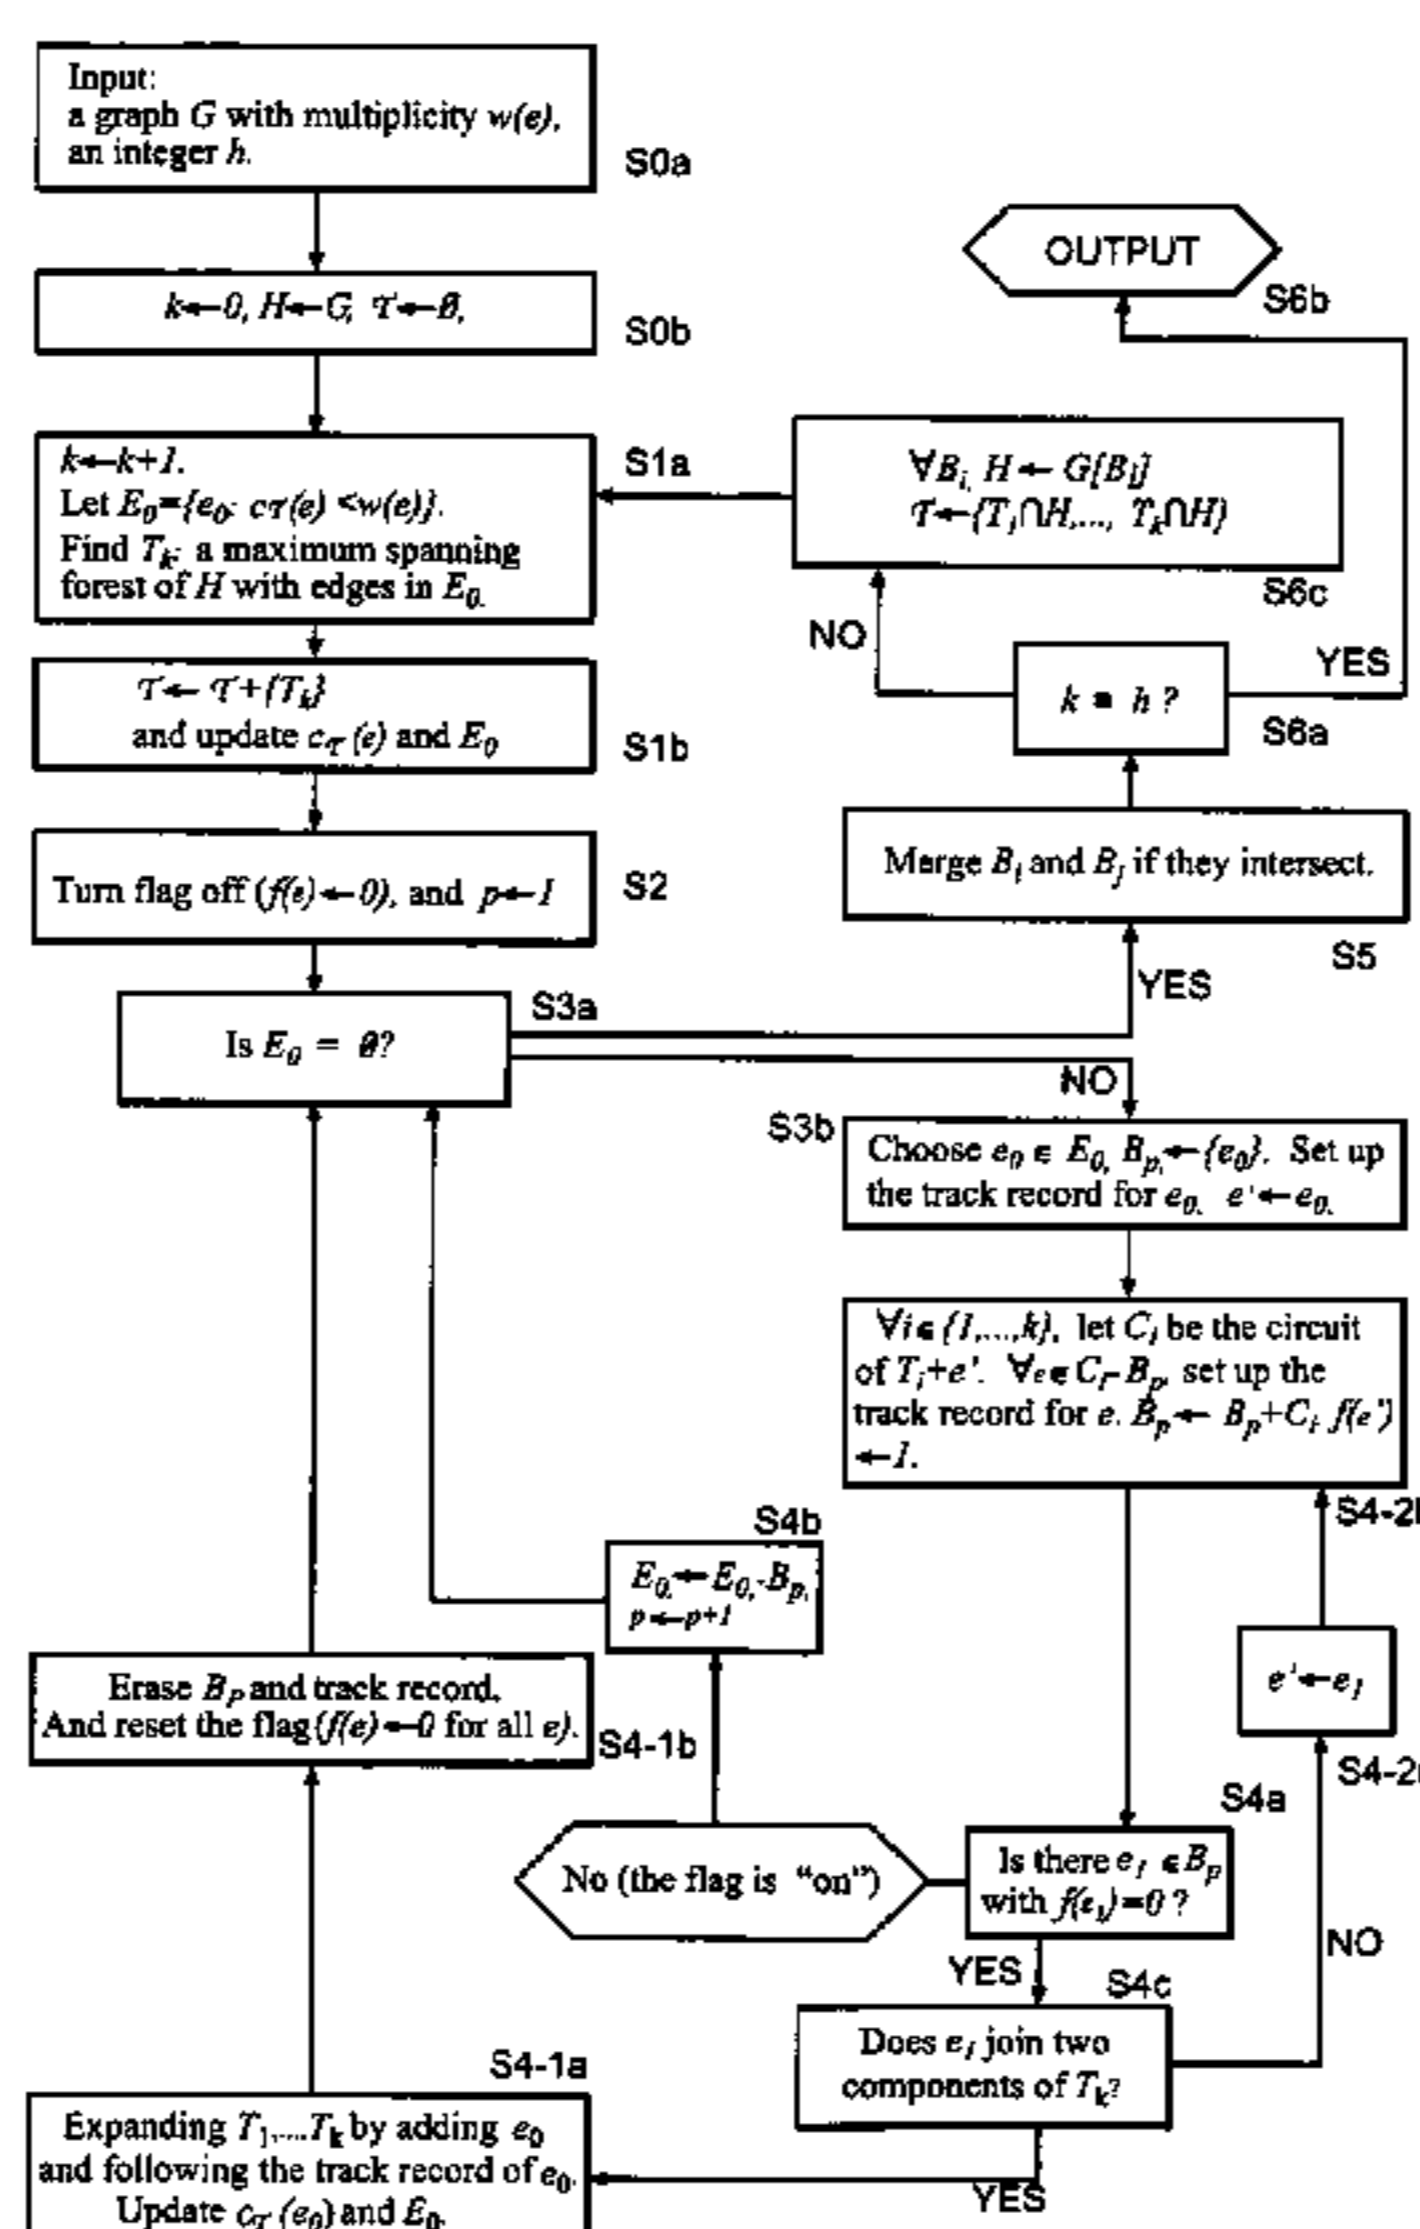 Input:
a graph G with multiplicity w(e),
an integer h.
S0a
k←0, H←G, 𝒯←∅,
S0b
k←k+1.
Let E₀={e₀: c𝒯(e) <w(e)}.
Find Tₖ: a maximum spanning
forest of H with edges in E₀.
S1a
𝒯← 𝒯+{Tₖ}
and update c𝒯 (e) and E₀
S1b
Turn flag off (f(e)←0), and p←1
S2
Is E₀ = ∅?
S3a
OUTPUT
S6b
∀Bᵢ, H ← G[Bᵢ]
𝒯←{T₁∩H,..., Tₖ∩H}
S6c
NO
YES
k = h ?
S6a
Merge Bᵢ and Bⱼ if they intersect.
S5
YES
NO
S3b
Choose e₀ ∈ E₀, Bₚ←{e₀}. Set up
the track record for e₀. e'←e₀.
∀i∈{1,...,k}, let Cᵢ be the circuit
of Tᵢ+e'. ∀e∈Cᵢ-Bₚ, set up the
track record for e. Bₚ← Bₚ+Cᵢ f(e')
←1.
S4-2
S4b
E₀←E₀-Bₚ.
p←p+1
e'←e₁
S4-2
Erase Bₚ and track record.
And reset the flag(f(e)←0 for all e).
S4-1b
No (the flag is "on")
S4a
Is there e₁ ∈Bₚ
with f(e₁)=0 ?
YES
NO
S4c
Does e₁ join two
components of Tₖ?
YES
S4-1a
Expanding T₁,...Tₖ by adding e₀
and following the track record of e₀.
Update c𝒯 (e₀) and E₀.